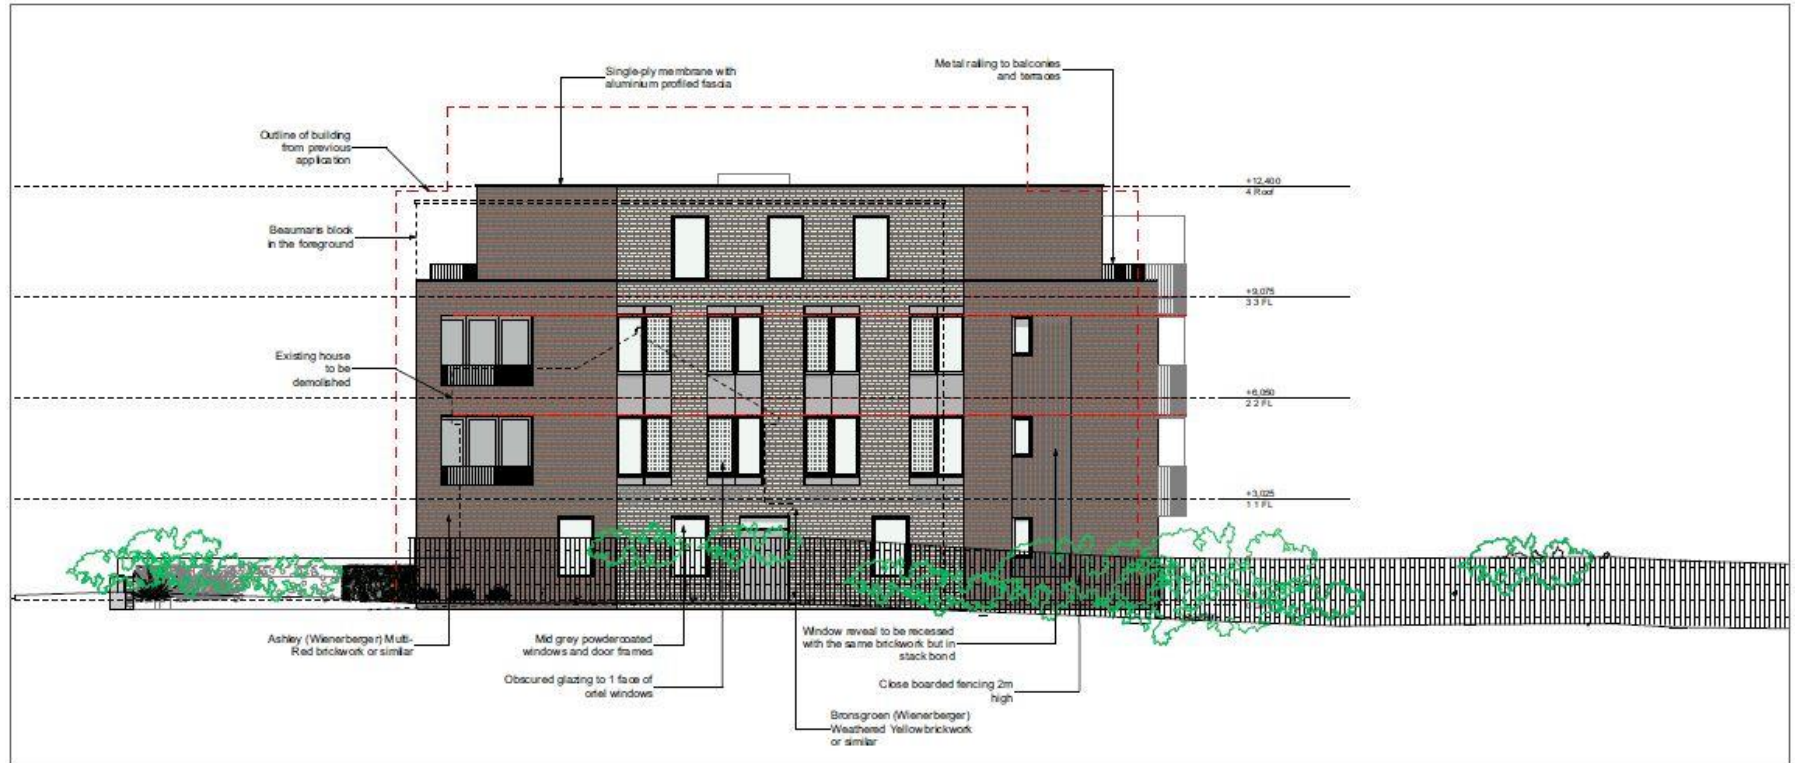 Single-ply membrane with
aluminium profiled fascia
Metal railing to balconies
and terraces
Outline of building
from previous
application
+12,400
4 Roof
Beaumaris block
in the foreground
+9,075
3 3 FL
Existing house
to be
demolished
+6,050
2 2 FL
+3,025
1 1 FL
Ashley (Wienerberger) Multi-
Red brickwork or similar
Mid grey powdercoated
windows and door frames
Window reveal to be recessed
with the same brickwork but in
stack bond
Obscured glazing to 1 face of
oriel windows
Close boarded fencing 2m
high
Bronsgroen (Wienerberger)
Weathered Yellow brickwork
or similar